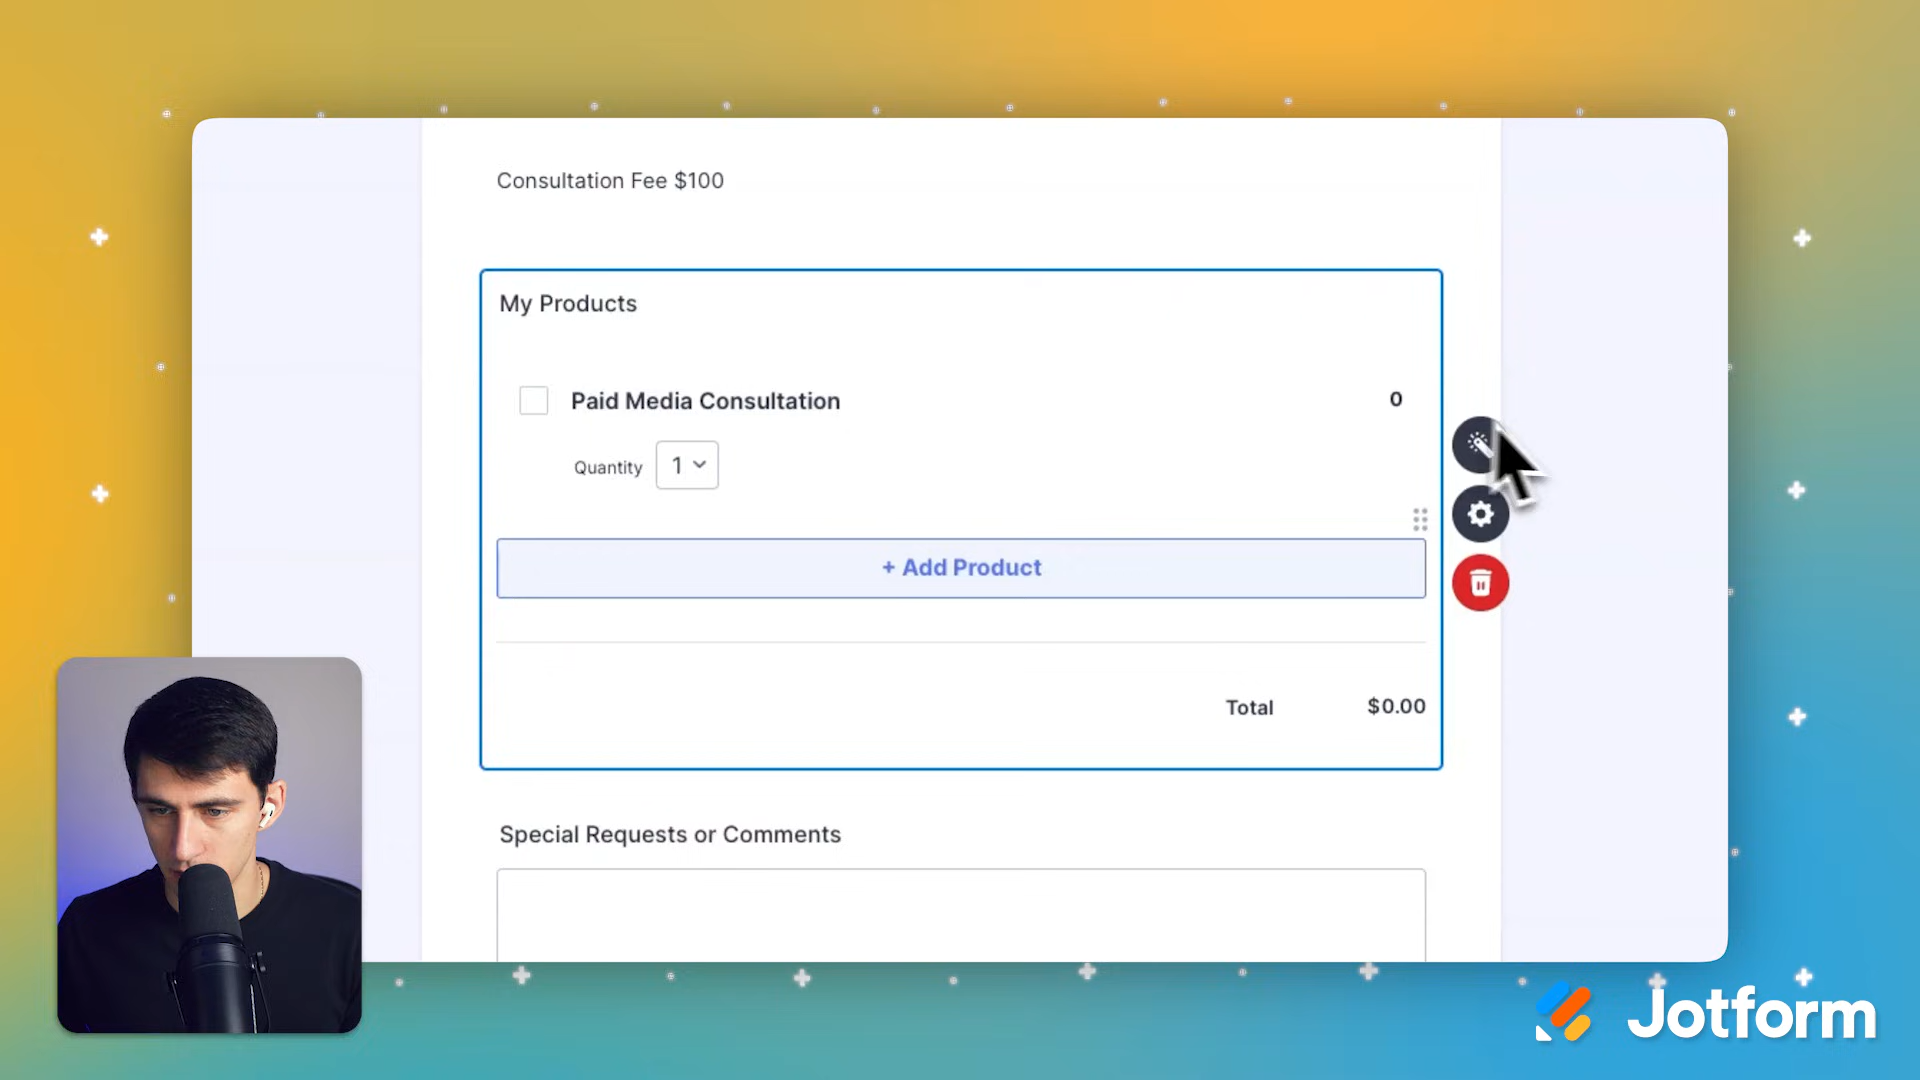 Consultation Fee $100
My Products
Paid Media Consultation 0
Quantity 1
+ Add Product
Total $0.00
Special Requests or Comments
Jotform